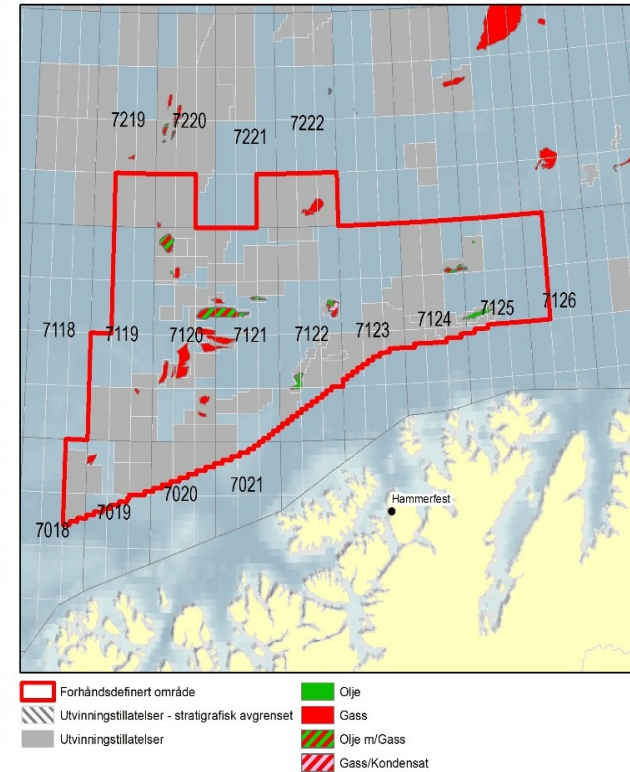 7219 7220 7221 7222
7118 7119 7120 7121 7122 7123 7124 7125 7126
7018 7019 7020 7021
Hammerfest
Forhåndsdefinert område
Utvinningstillatelser - stratigrafisk avgrenset
Utvinningstillatelser
Olje
Gass
Olje m/Gass
Gass/Kondensat